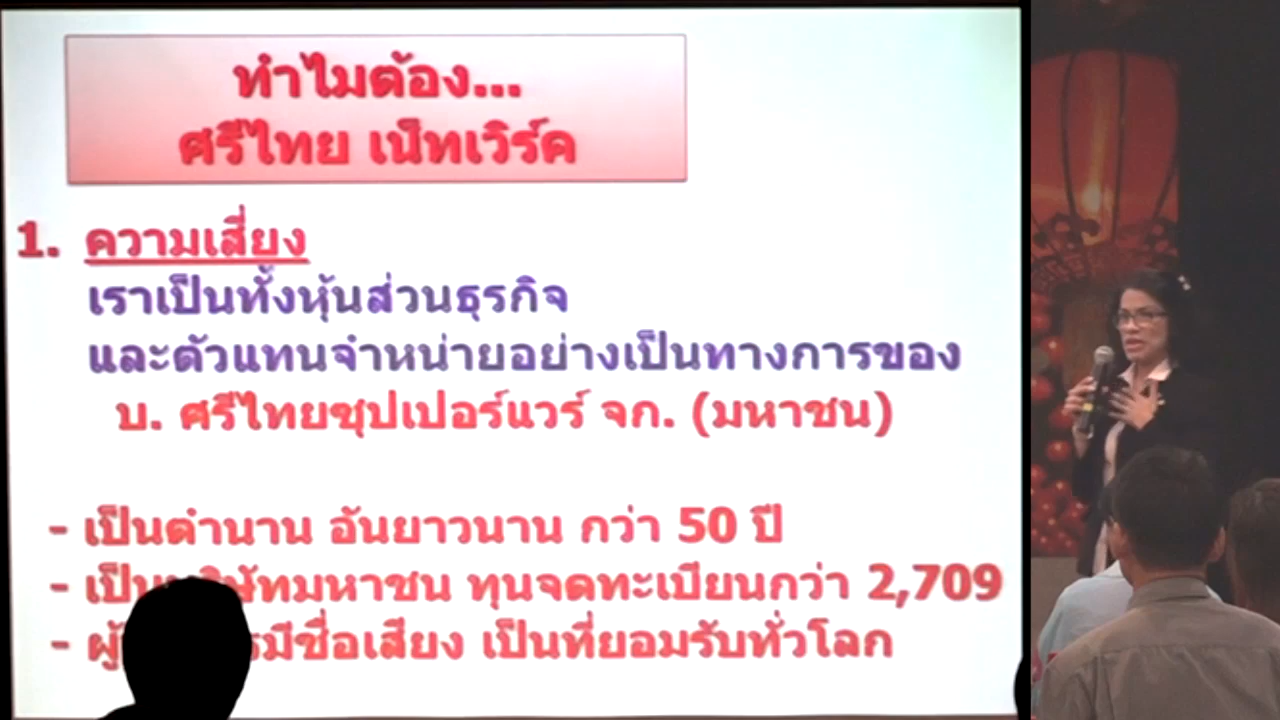 ทำไมต้อง...
ศรีไทย เน็ทเวิร์ค
1. ความเสี่ยง
เราเป็นทั้งหุ้นส่วนธุรกิจ
และตัวแทนจำหน่ายอย่างเป็นทางการของ
บ. ศรีไทยซุปเปอร์แวร์ จก. (มหาชน)
- เป็นตำนาน อันยาวนาน กว่า 50 ปี
- เป็นบริษัทมหาชน ทุนจดทะเบียนกว่า 2,709
- มีชื่อเสียง เป็นที่ยอมรับทั่วโลก